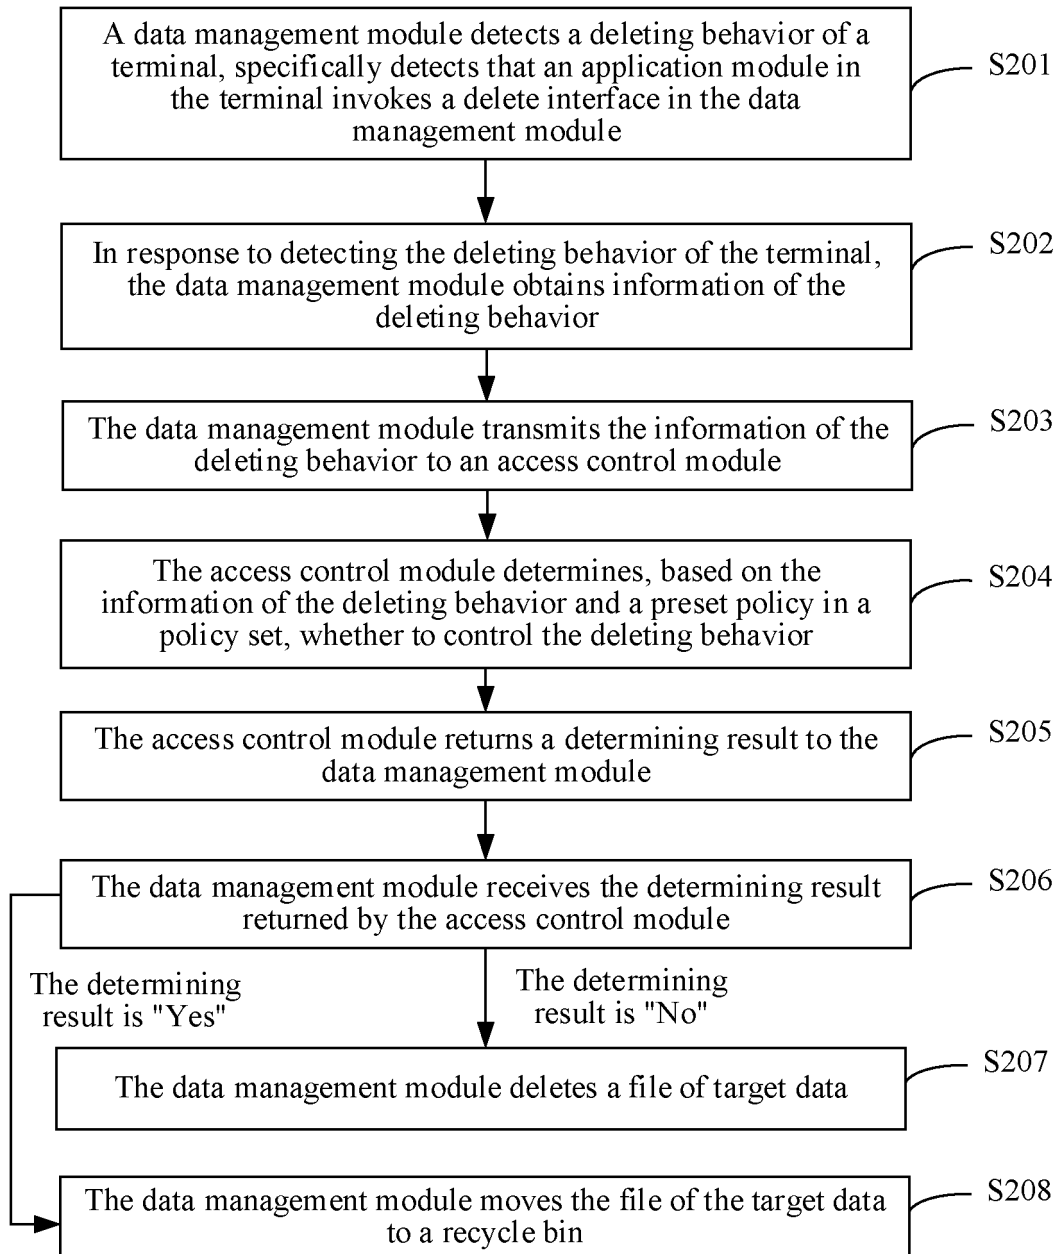 A data management module detects a deleting behavior of a
terminal, specifically detects that an application module in
the terminal invokes a delete interface in the data
management module
S201
In response to detecting the deleting behavior of the terminal,
the data management module obtains information of the
deleting behavior
S202
The data management module transmits the information of the
deleting behavior to an access control module
S203
The access control module determines, based on the
information of the deleting behavior and a preset policy in a
policy set, whether to control the deleting behavior
S204
The access control module returns a determining result to the
data management module
S205
The data management module receives the determining result
returned by the access control module
S206
The determining
result is "Yes"
The determining
result is "No"
The data management module deletes a file of target data
S207
The data management module moves the file of the target data
to a recycle bin
S208